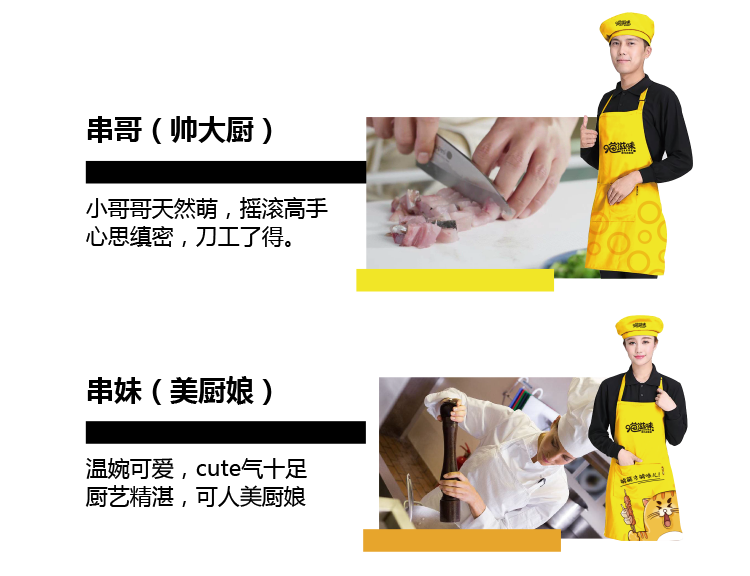 串哥（帅大厨）
小哥哥天然萌，摇滚高手
心思缜密，刀工了得。
串妹（美厨娘）
温婉可爱，cute气十足
厨艺精湛，可人美厨娘